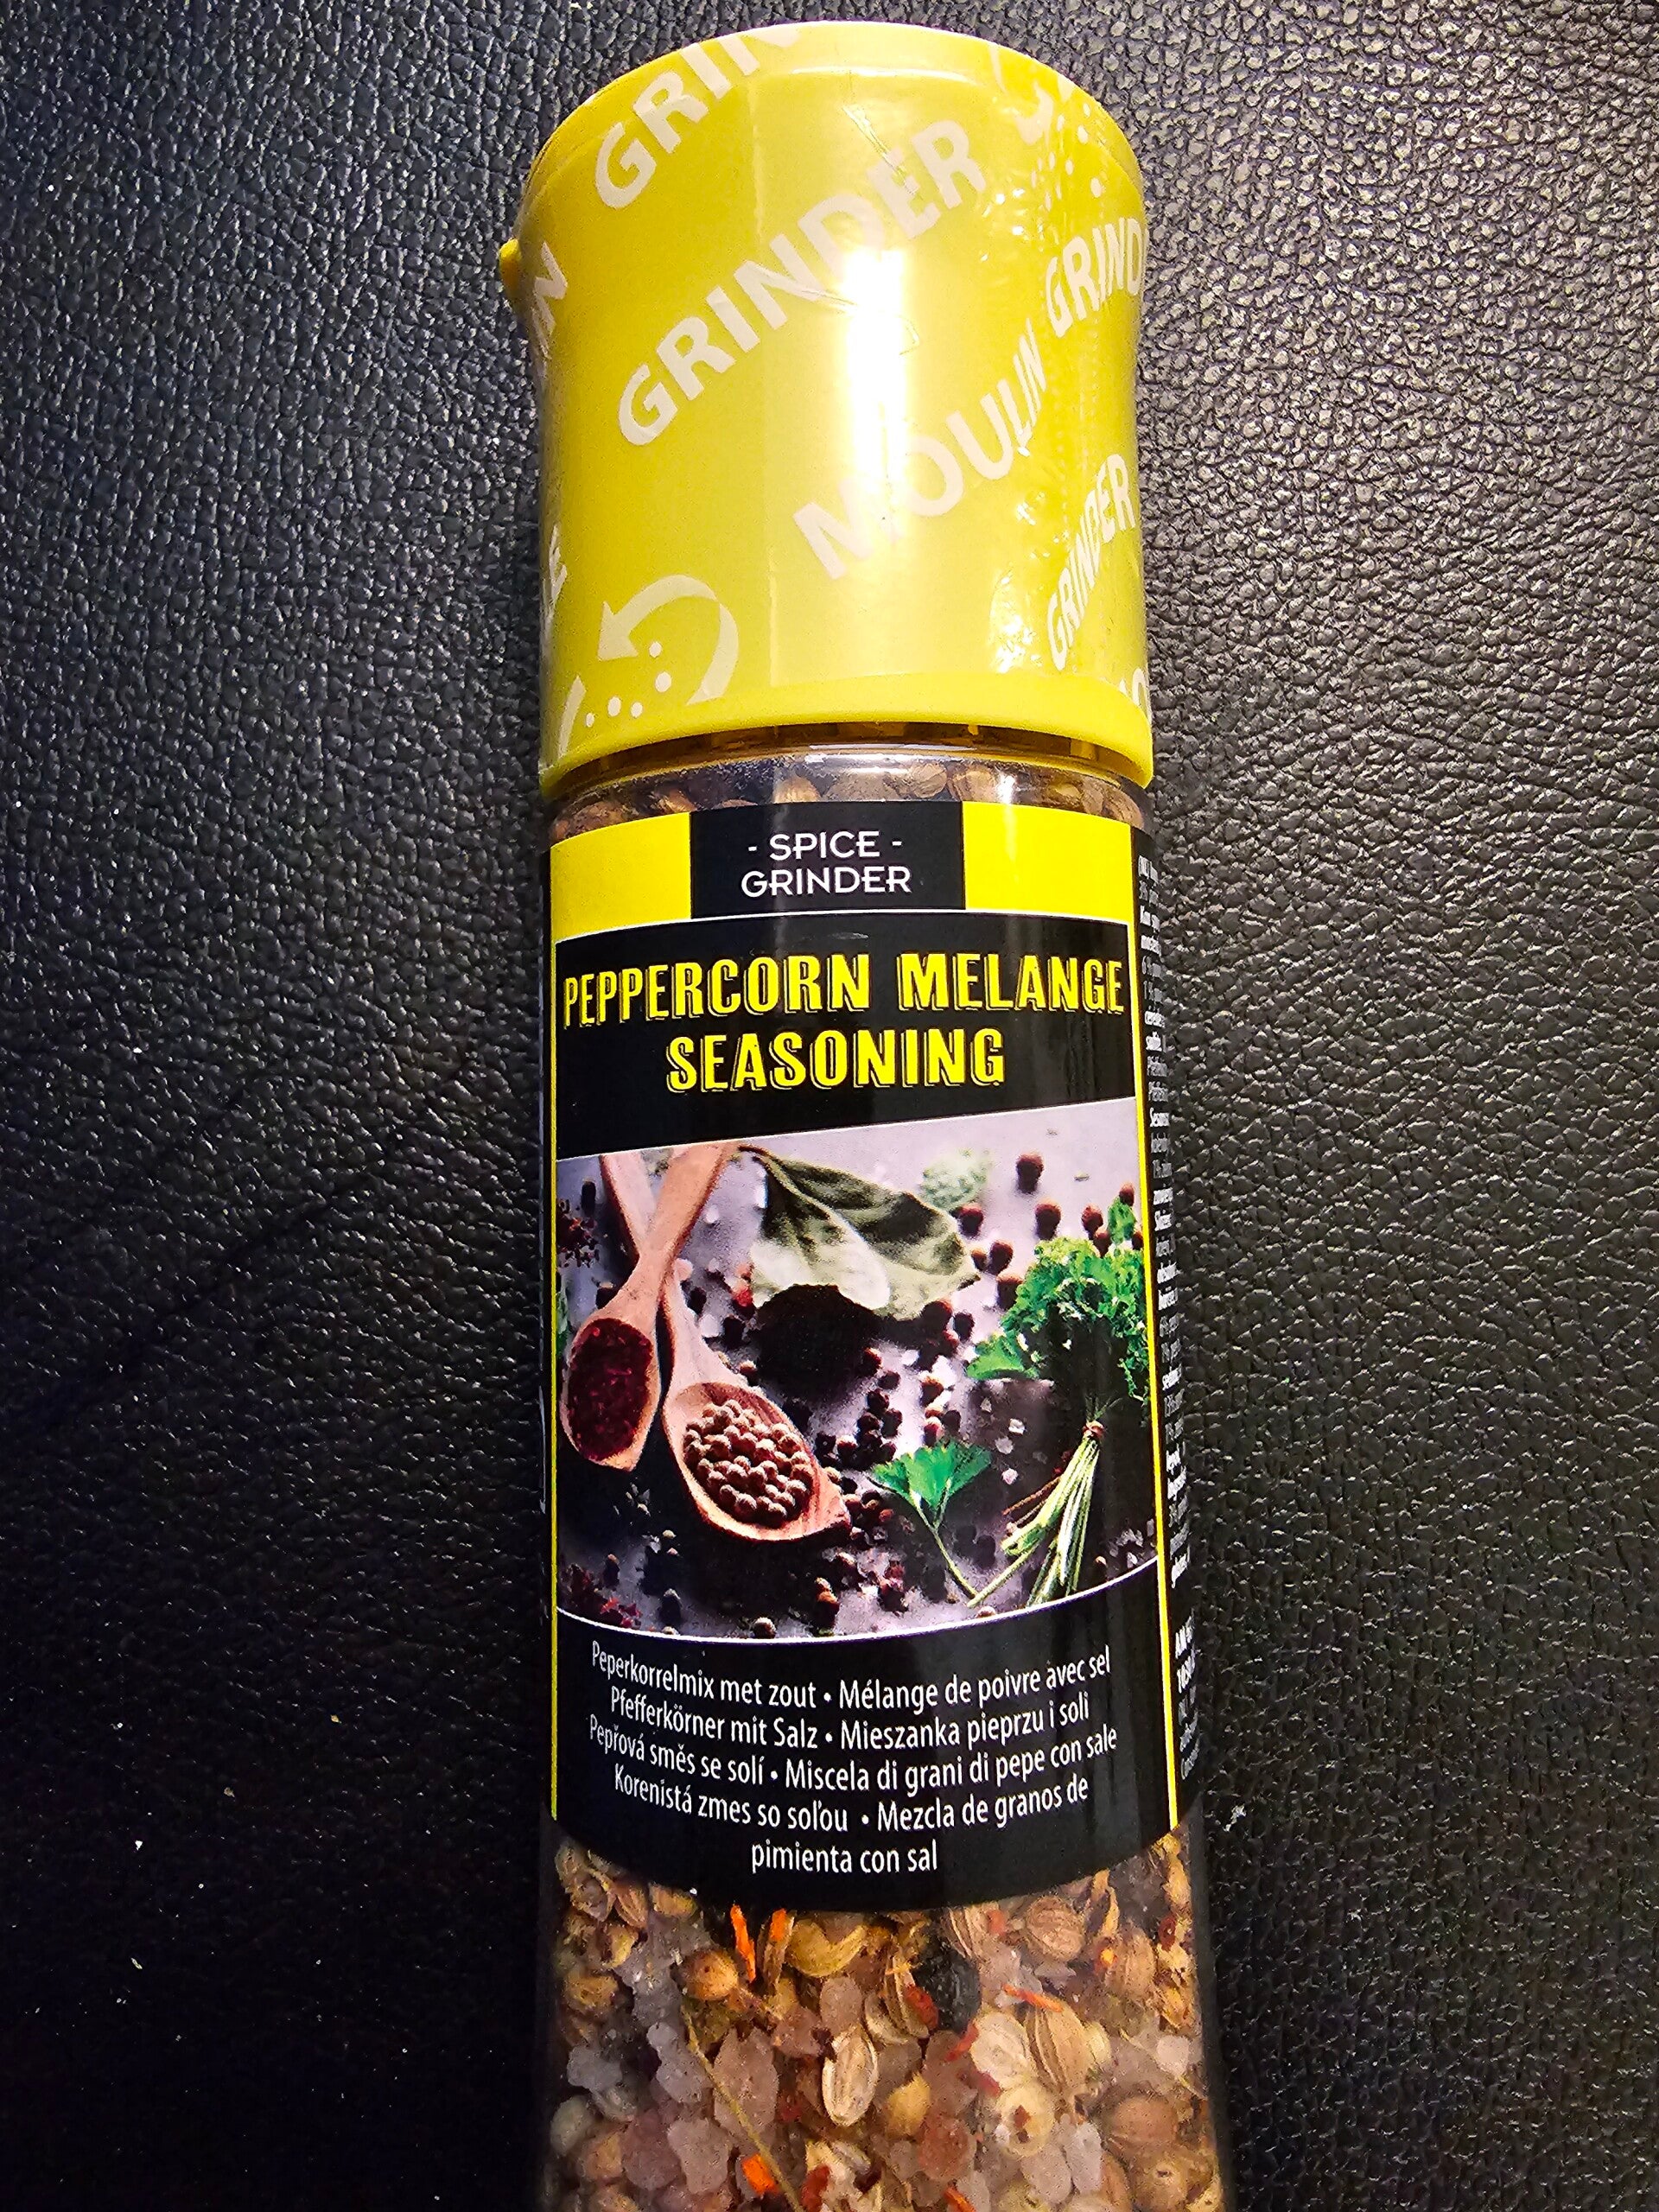 GRIN
GRINDER
GRIND
MOULIN
GRINDER
- SPICE -
GRINDER
PEPPERCORN MELANGE
SEASONING
Peperkorrelmix met zout • Mélange de poivre avec sel
Pfefferkörner mit Salz • Mieszanka pieprzu i soli
Pepřová směs se solí • Miscela di grani di pepe con sale
Korenistá zmes so soľou • Mezcla de granos de
pimienta con sal